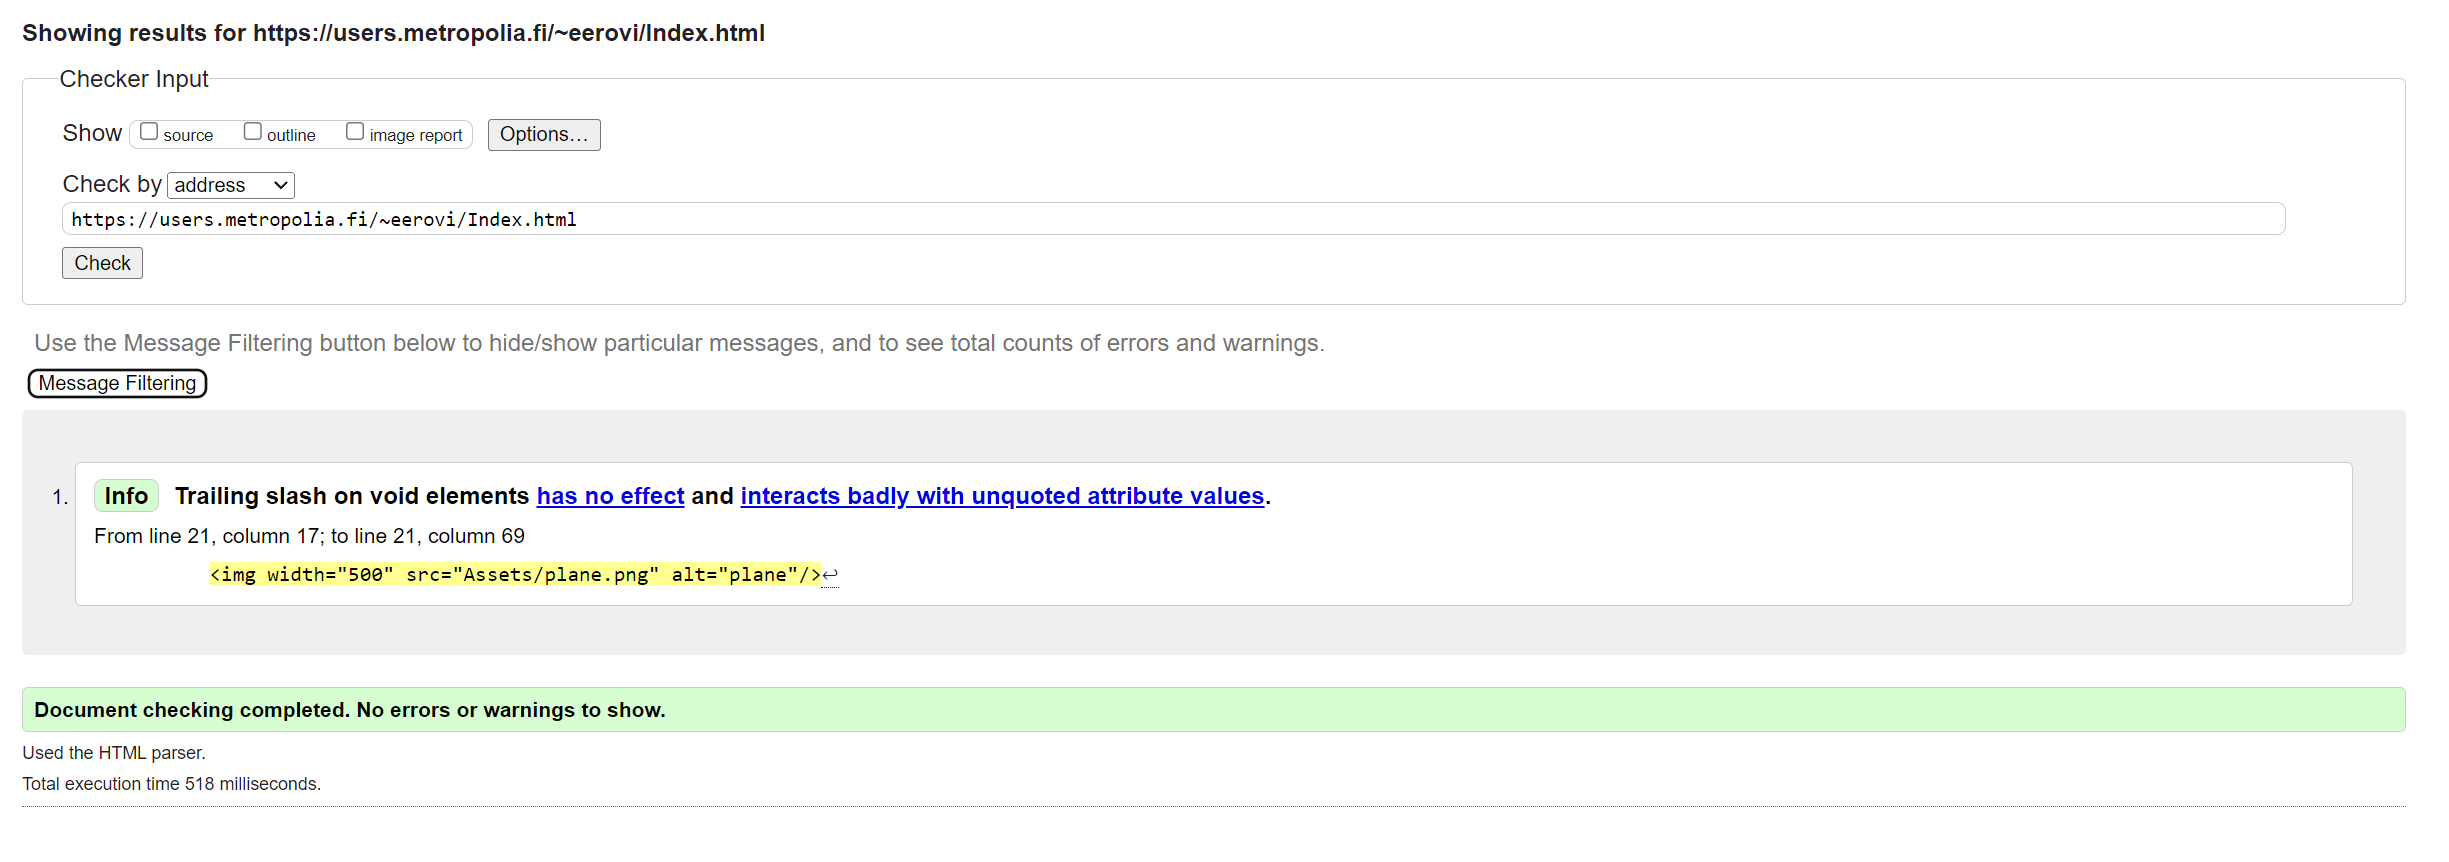 Showing results for https://users.metropolia.fi/~eerovi/Index.html
Checker Input
Show source outline image report Options...
Check by address
https://users.metropolia.fi/~eerovi/Index.html
Check
Use the Message Filtering button below to hide/show particular messages, and to see total counts of errors and warnings.
Message Filtering
1. Info Trailing slash on void elements has no effect and interacts badly with unquoted attribute values.
From line 21, column 17; to line 21, column 69
<img width="500" src="Assets/plane.png" alt="plane"/>↩
Document checking completed. No errors or warnings to show.
Used the HTML parser.
Total execution time 518 milliseconds.